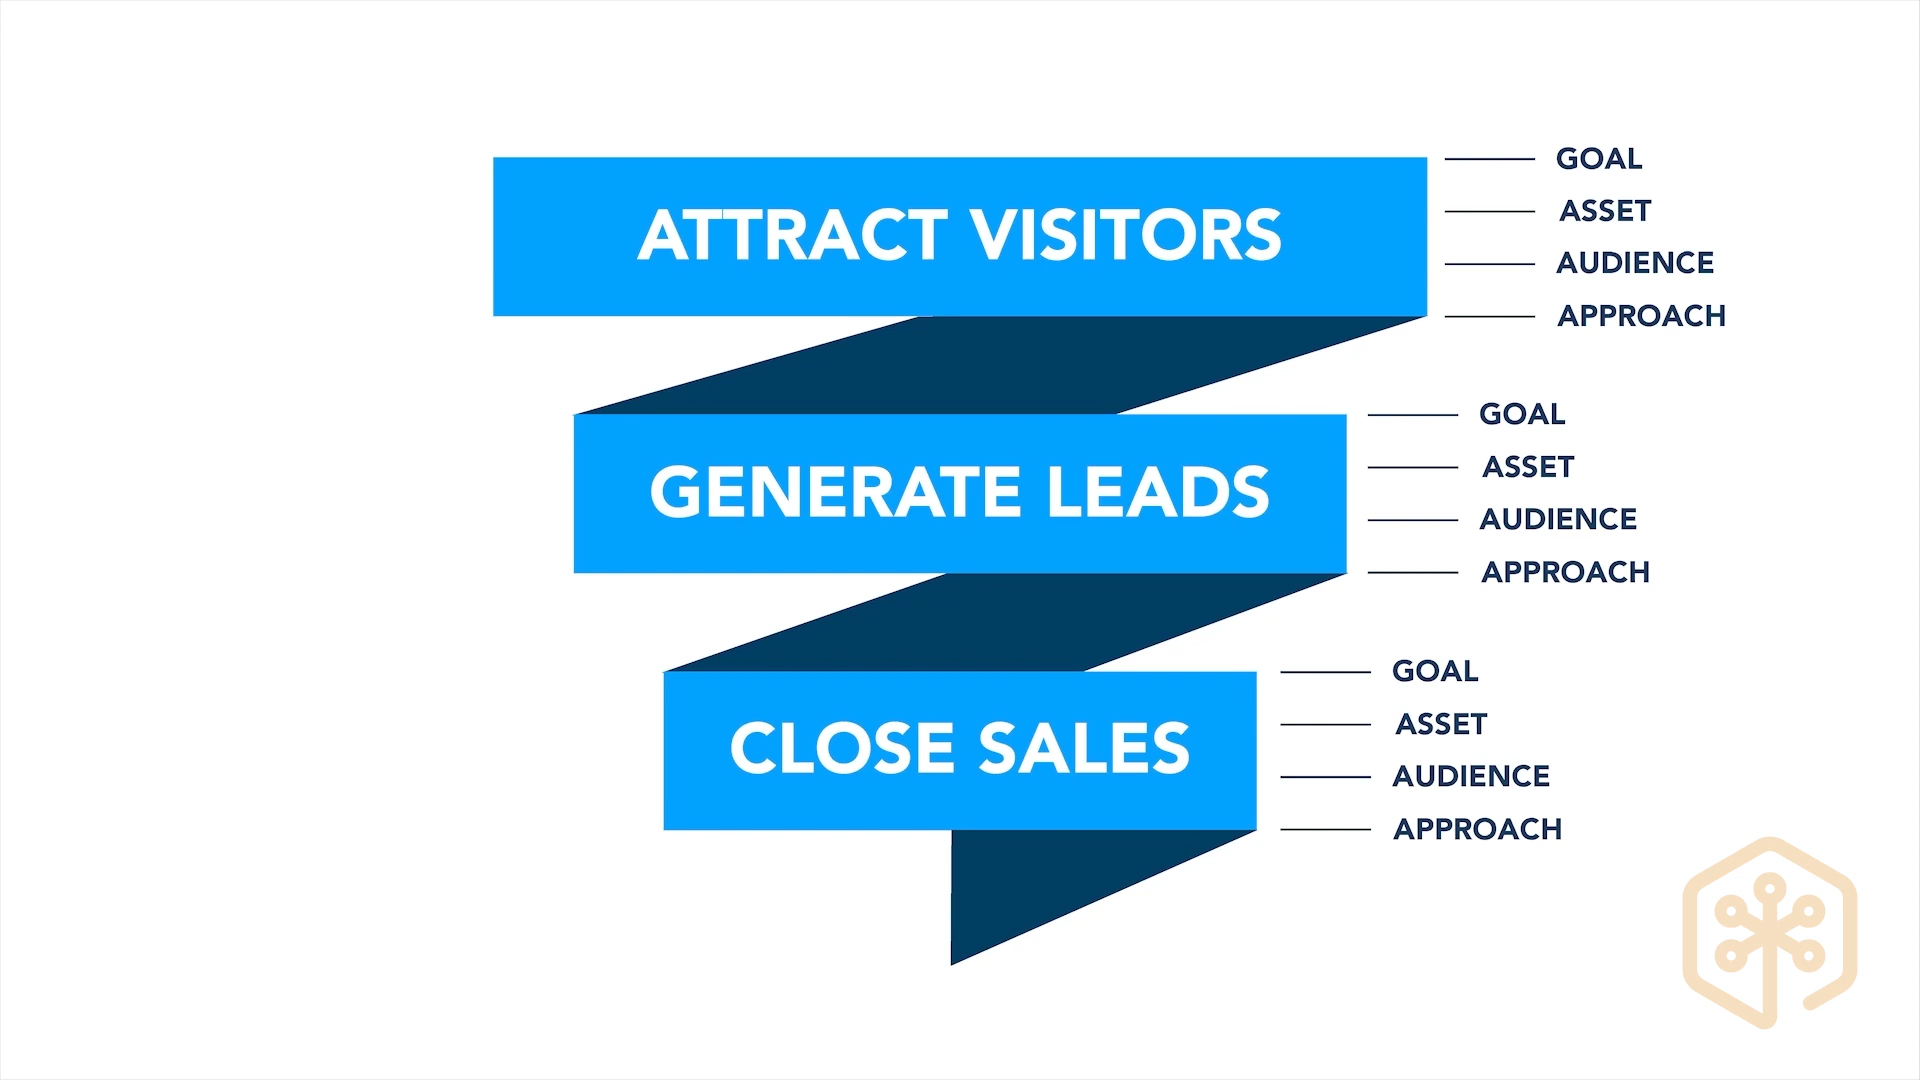 ATTRACT VISITORS
GOAL
ASSET
AUDIENCE
APPROACH
GENERATE LEADS
GOAL
ASSET
AUDIENCE
APPROACH
CLOSE SALES
GOAL
ASSET
AUDIENCE
APPROACH